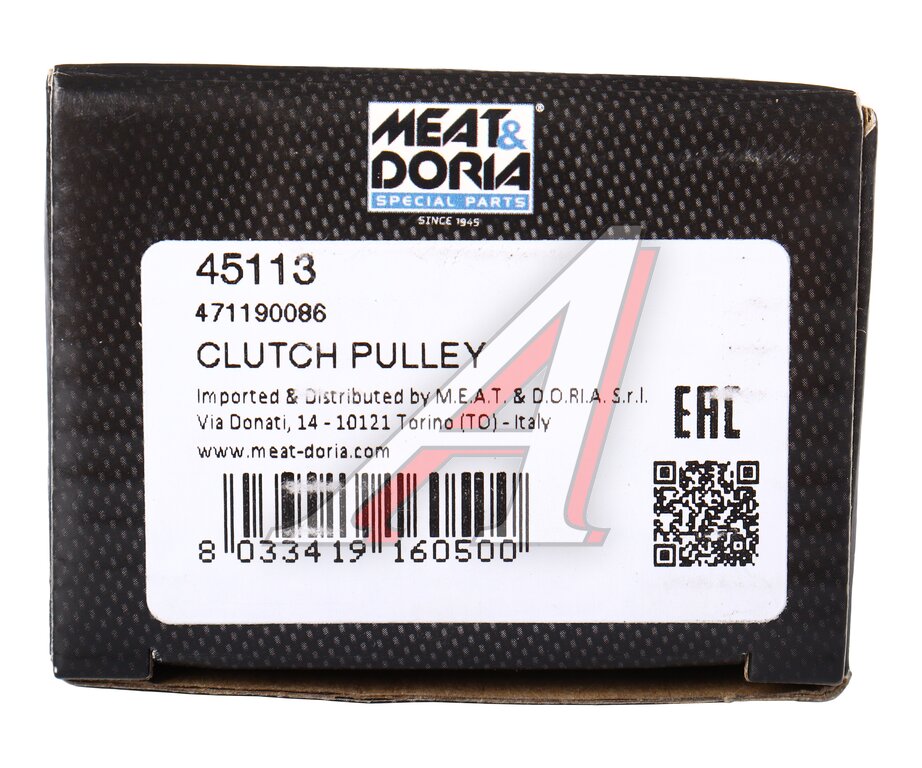 MEAT&
DORIA
®
SPECIAL PARTS
SINCE 1945
45113
471190086
CLUTCH PULLEY
Imported & Distributed by M.E.A.T. & D.O.RI.A. S.r.l.
Via Donati, 14 - 10121 Torino (TO) - Italy
www.meat-doria.com
EAC
8 033419 160500